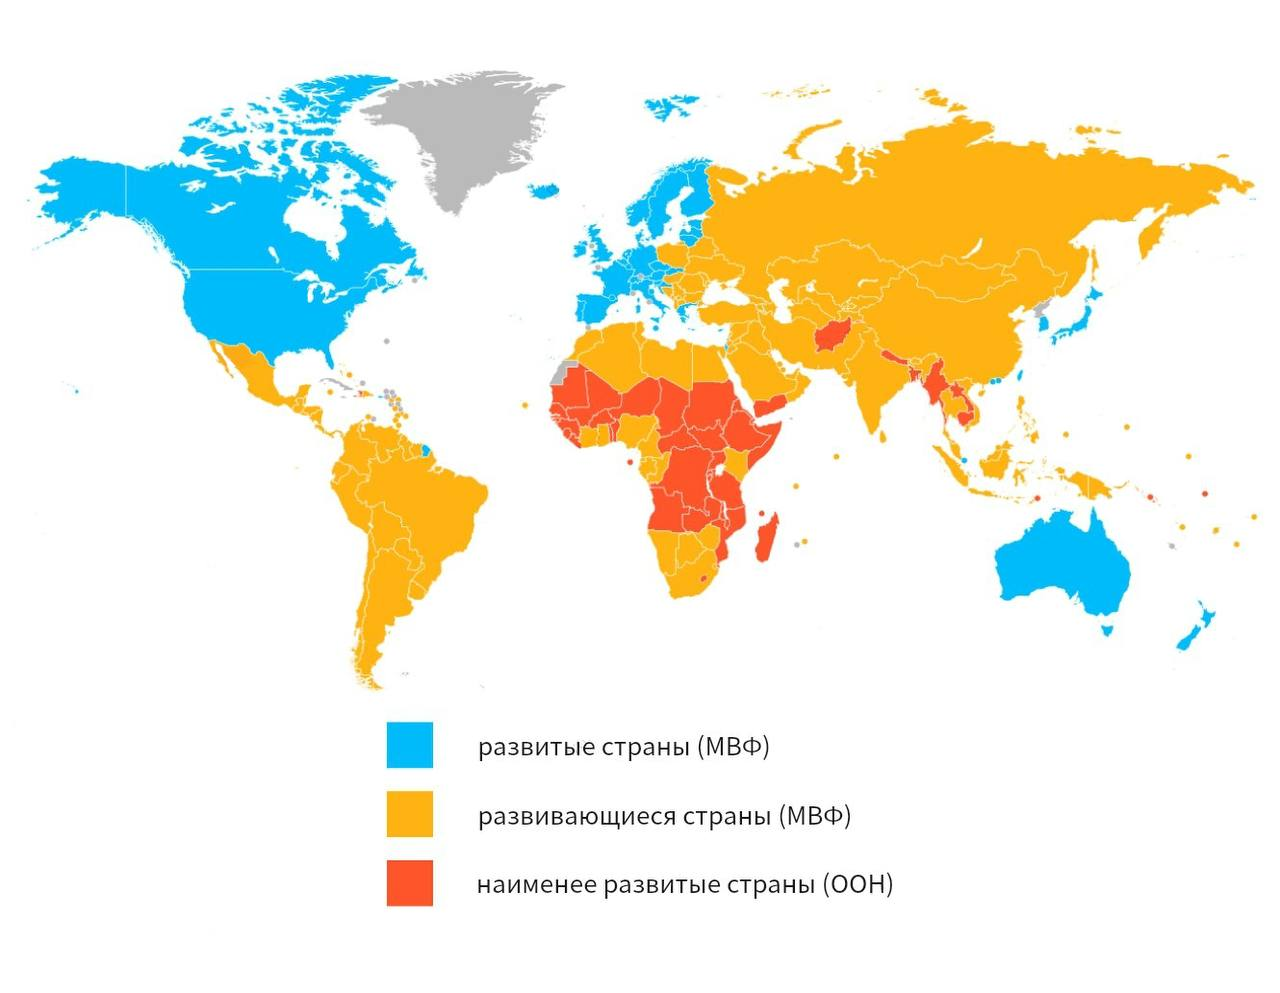 развитые страны (МВФ)
развивающиеся страны (МВФ)
наименее развитые страны (ООН)